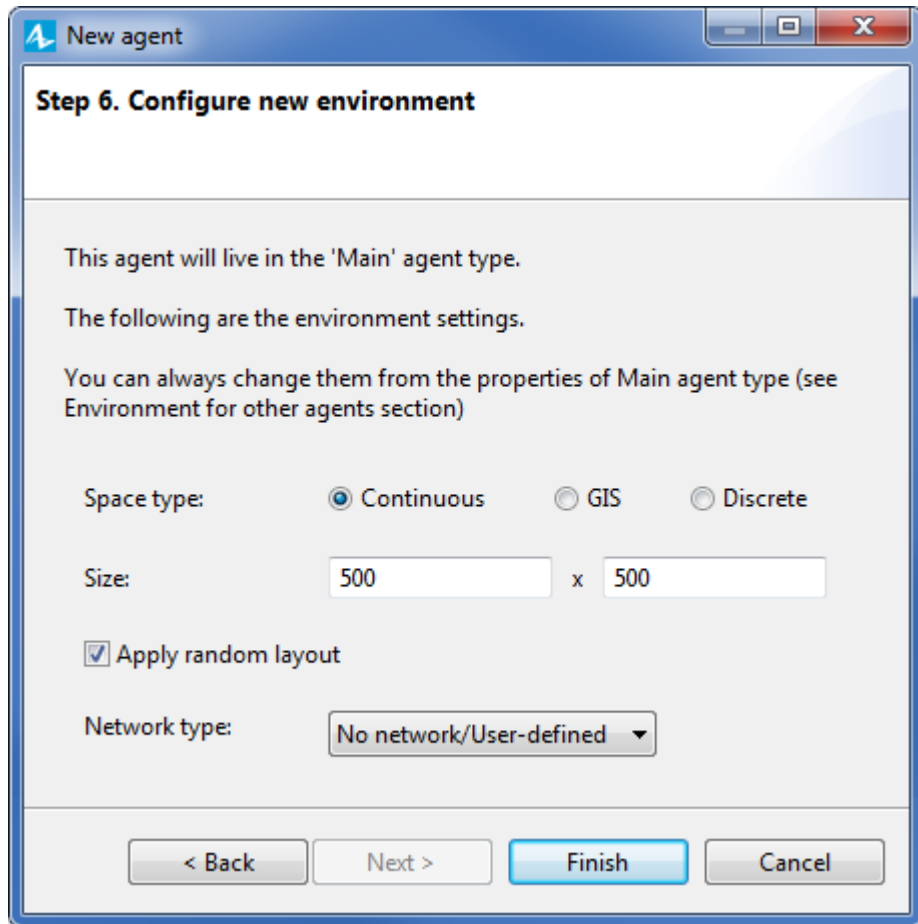 New agent
Step 6. Configure new environment
This agent will live in the 'Main' agent type.
The following are the environment settings.
You can always change them from the properties of Main agent type (see
Environment for other agents section)
Space type: Continuous GIS Discrete
Size: 500 x 500
Apply random layout
Network type: No network/User-defined
< Back Next > Finish Cancel